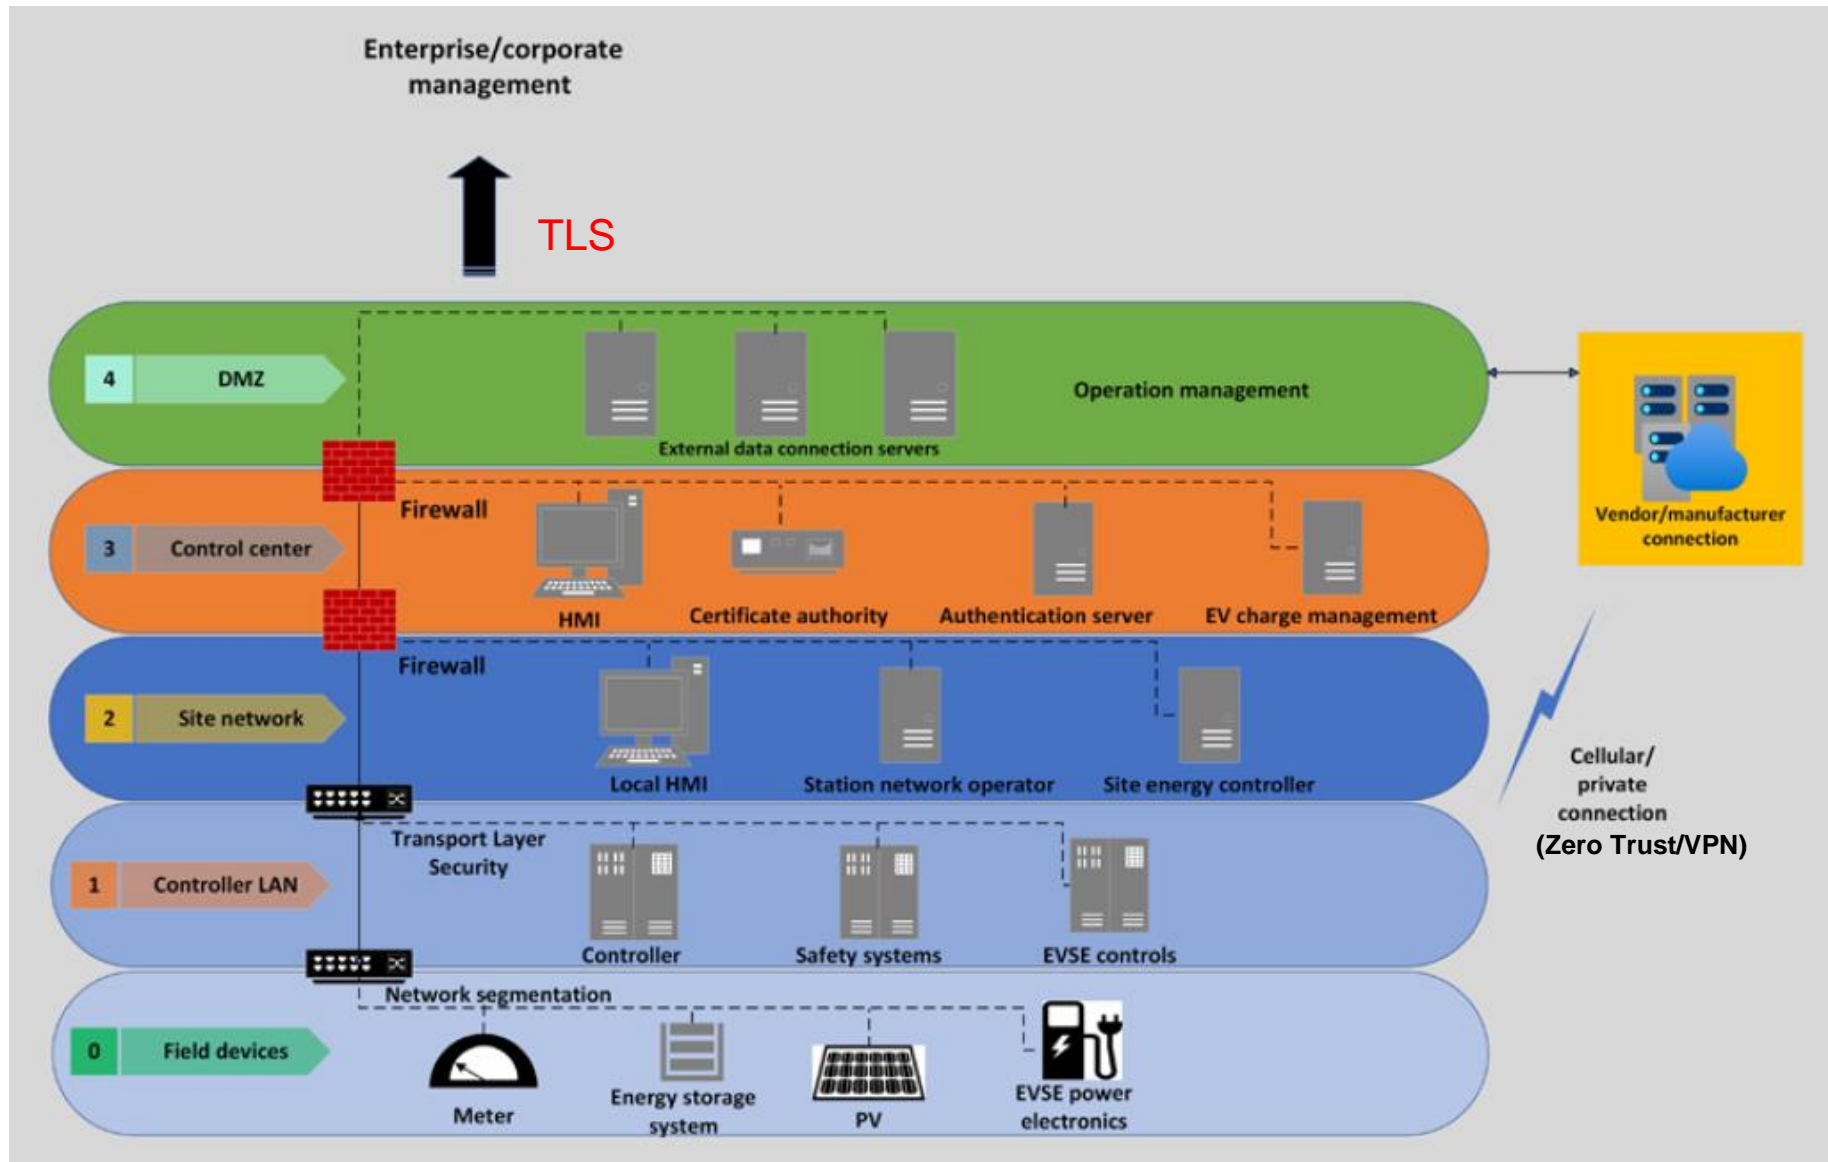 Enterprise/corporate
management
TLS
4
DMZ
Operation management
External data connection servers
Firewall
3
Control center
HMI
Certificate authority
Authentication server
EV charge management
Vendor/manufacturer
connection
Firewall
2
Site network
Local HMI
Station network operator
Site energy controller
Cellular/
private
connection
(Zero Trust/VPN)
Transport Layer
Security
1
Controller LAN
Controller
Safety systems
EVSE controls
Network segmentation
0
Field devices
Meter
Energy storage
system
PV
EVSE power
electronics